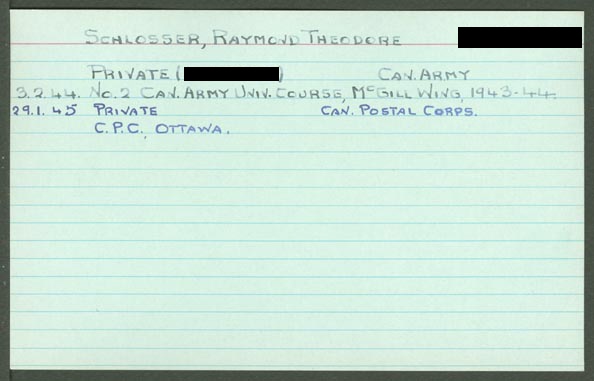 SCHLOSSER, RAYMOND THEODORE
PRIVATE ( ) CAN. ARMY
3.2.44. NO. 2 CAN. ARMY UNIV. COURSE, MCGILL WING, 1943-44.
29.1.45 PRIVATE CAN. POSTAL CORPS.
C.P.C., OTTAWA.